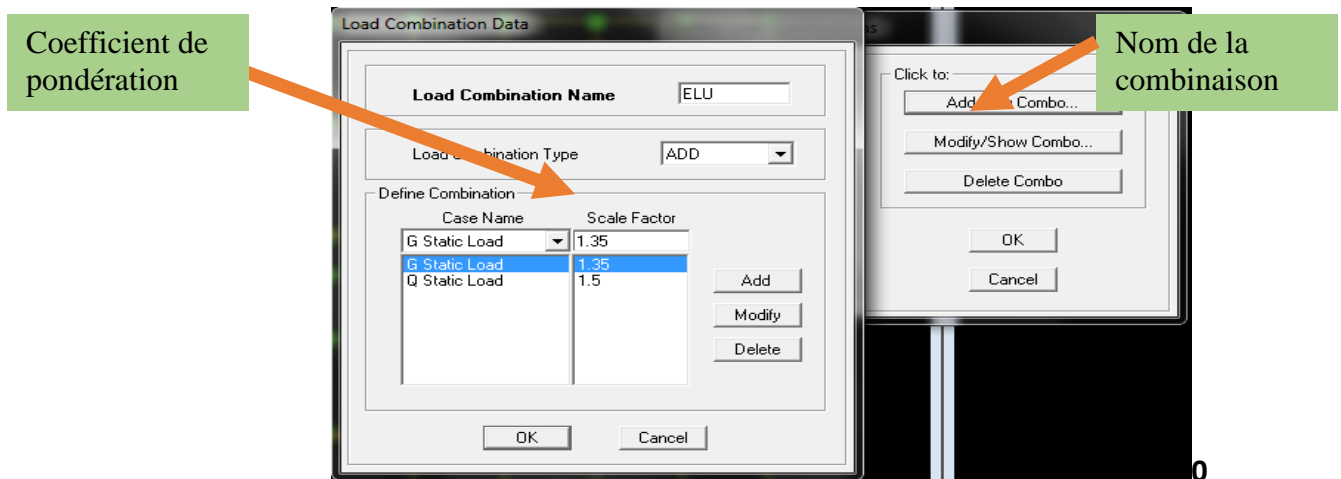 Load Combination Data
Coefficient de
pondération
Load Combination Name
ELU
Load Combination Type
ADD
Define Combination
Case Name
Scale Factor
G Static Load
1.35
G Static Load
1.35
Q Static Load
1.5
Add
Modify
Delete
OK
Cancel
Nom de la
combinaison
Click to:
Add Combo...
Modify/Show Combo...
Delete Combo
OK
Cancel